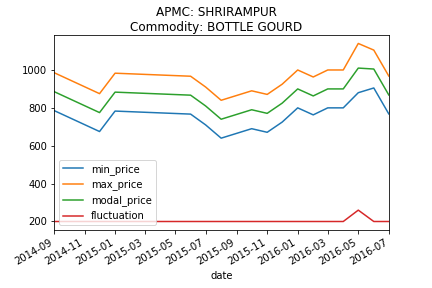 APMC: SHRIRAMPUR
Commodity: BOTTLE GOURD
1000
800
600
400
200
min_price
max_price
modal_price
fluctuation
2014-09
2014-11
2015-01
2015-03
2015-05
2015-07
2015-09
2015-11
2016-01
2016-03
2016-05
2016-07
date